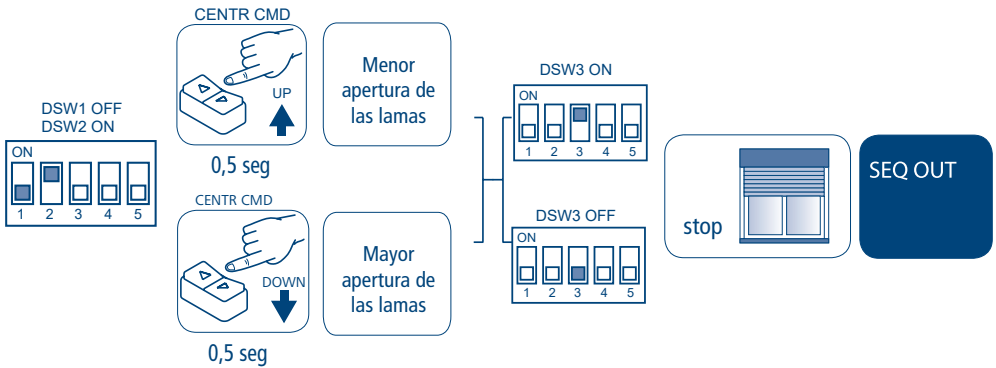 DSW1 OFF
DSW2 ON
ON
1 2 3 4 5
CENTR CMD
UP
0,5 seg
Menor
apertura de
las lamas
CENTR CMD
DOWN
0,5 seg
Mayor
apertura de
las lamas
DSW3 ON
ON
1 2 3 4 5
DSW3 OFF
ON
1 2 3 4 5
stop
SEQ OUT